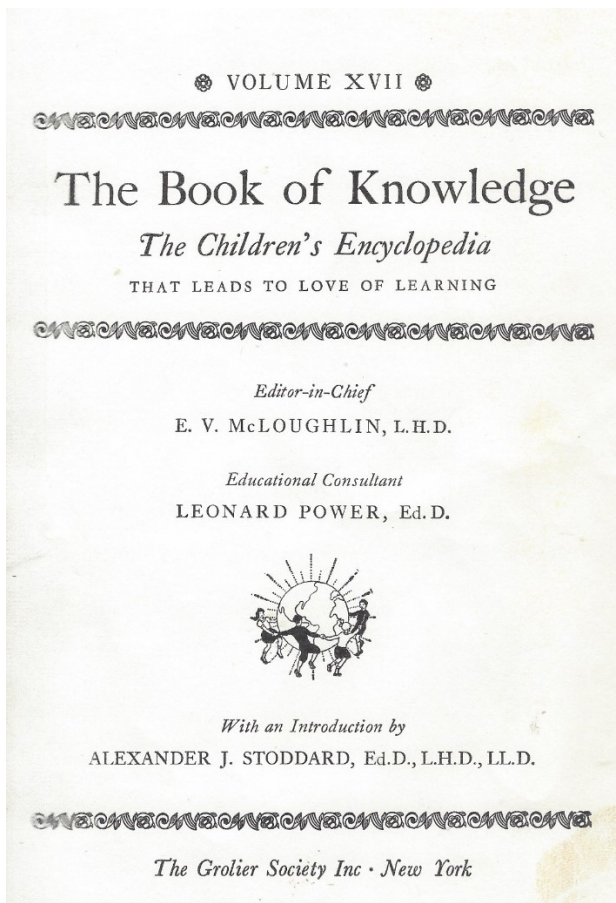 VOLUME XVII
The Book of Knowledge
The Children's Encyclopedia
THAT LEADS TO LOVE OF LEARNING
Editor-in-Chief
E. V. McLOUGHLIN, L.H.D.
Educational Consultant
LEONARD POWER, Ed.D.
With an Introduction by
ALEXANDER J. STODDARD, Ed.D., L.H.D., LL.D.
The Grolier Society Inc · New York